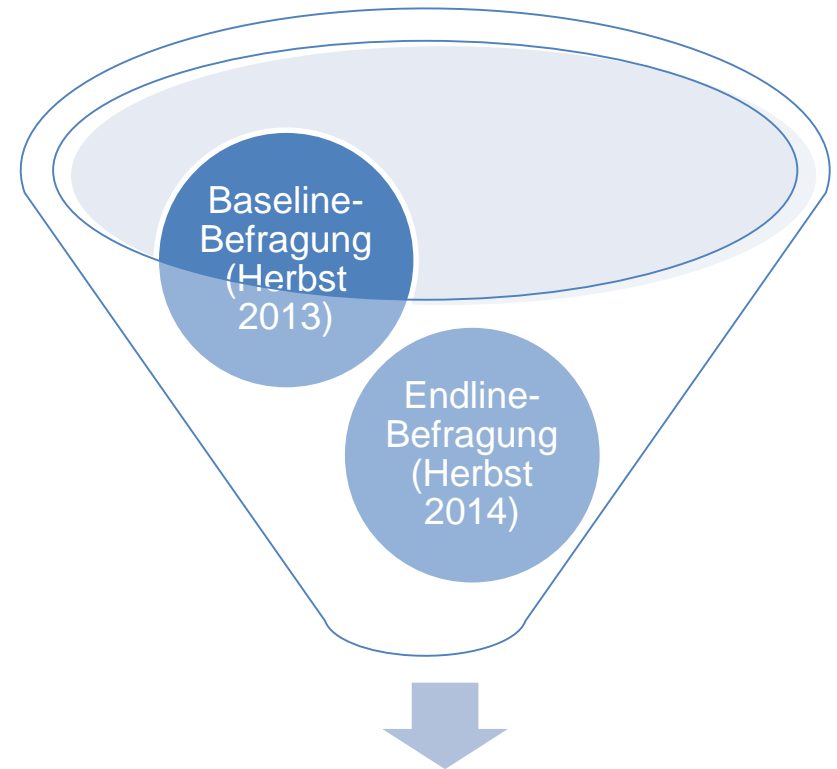 Baseline-
Befragung
(Herbst
2013)
Endline-
Befragung
(Herbst
2014)